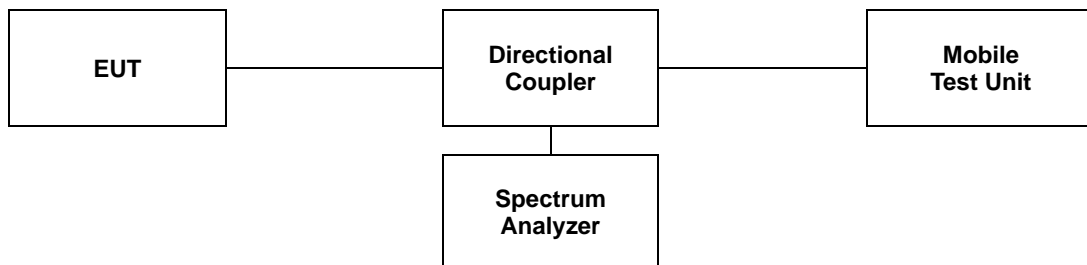 EUT
Directional
Coupler
Mobile
Test Unit
Spectrum
Analyzer